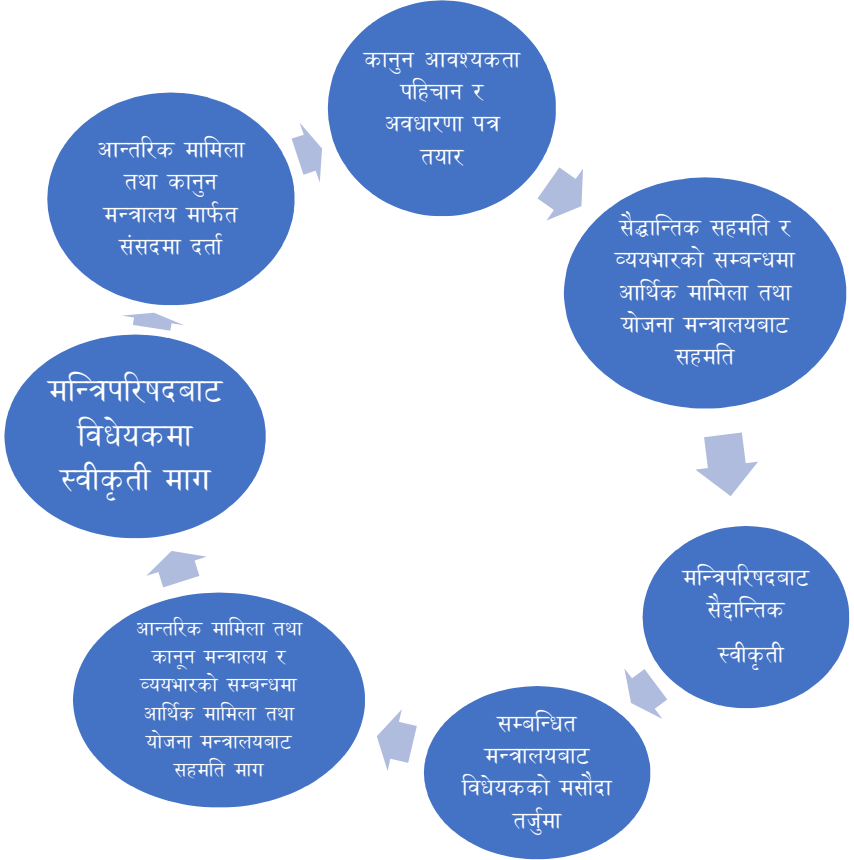 कानुन आवश्यकता
पहिचान र
अवधारणा पत्र
तयार
सैद्धान्तिक सहमति र
व्ययभारको सम्बन्धमा
आर्थिक मामिला तथा
योजना मन्त्रालयबाट
सहमति
मन्त्रिपरिषदबाट
सैद्दान्तिक
स्वीकृती
सम्बन्धित
मन्त्रालयबाट
विधेयकको मसौदा
तर्जुमा
आन्तरिक मामिला तथा
कानून मन्त्रालय र
व्ययभारको सम्बन्धमा
आर्थिक मामिला तथा
योजना मन्त्रालयबाट
सहमति माग
मन्त्रिपरिषदबाट
विधेयकमा
स्वीकृती माग
आन्तरिक मामिला
तथा कानुन
मन्त्रालय मार्फत
संसदमा दर्ता